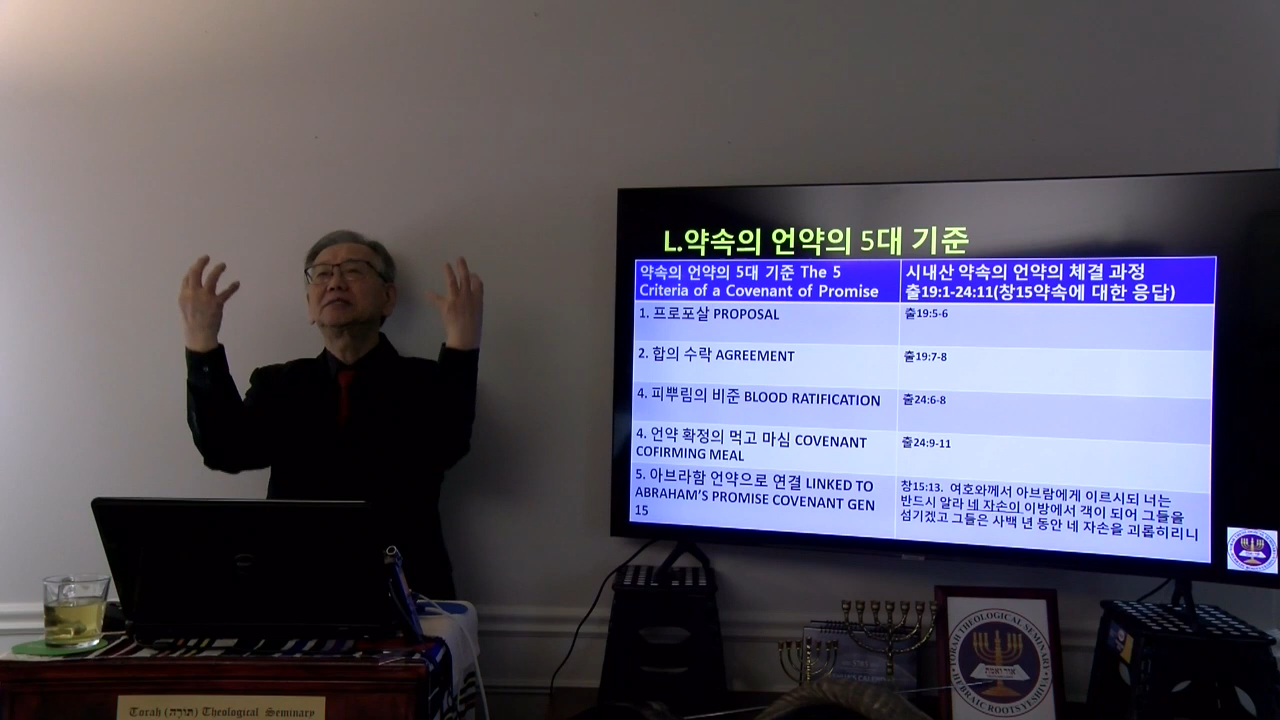 L.약속의 언약의 5대 기준
약속의 언약의 5대 기준 The 5
Criteria of a Covenant of Promise
시내산 약속의 언약의 체결 과정
출19:1-24:11(창15약속에 대한 응답)
1. 프로포살 PROPOSAL
출19:5-6
2. 합의 수락 AGREEMENT
출19:7-8
4. 피뿌림의 비준 BLOOD RATIFICATION
출24:6-8
4. 언약 확정의 먹고 마심 COVENANT
COFIRMING MEAL
출24:9-11
5. 아브라함 언약으로 연결 LINKED TO
ABRAHAM'S PROMISE COVENANT GEN
15
창15:13. 여호와께서 아브람에게 이르시되 너는
반드시 알라 네 자손이 이방에서 객이 되어 그들을
섬기겠고 그들은 사백 년 동안 네 자손을 괴롭히리니
TORAH THEOLOGICAL SEMINARY
HEBRAIC ROOTS YESHIVA
Torah (תורה) Theological Seminary